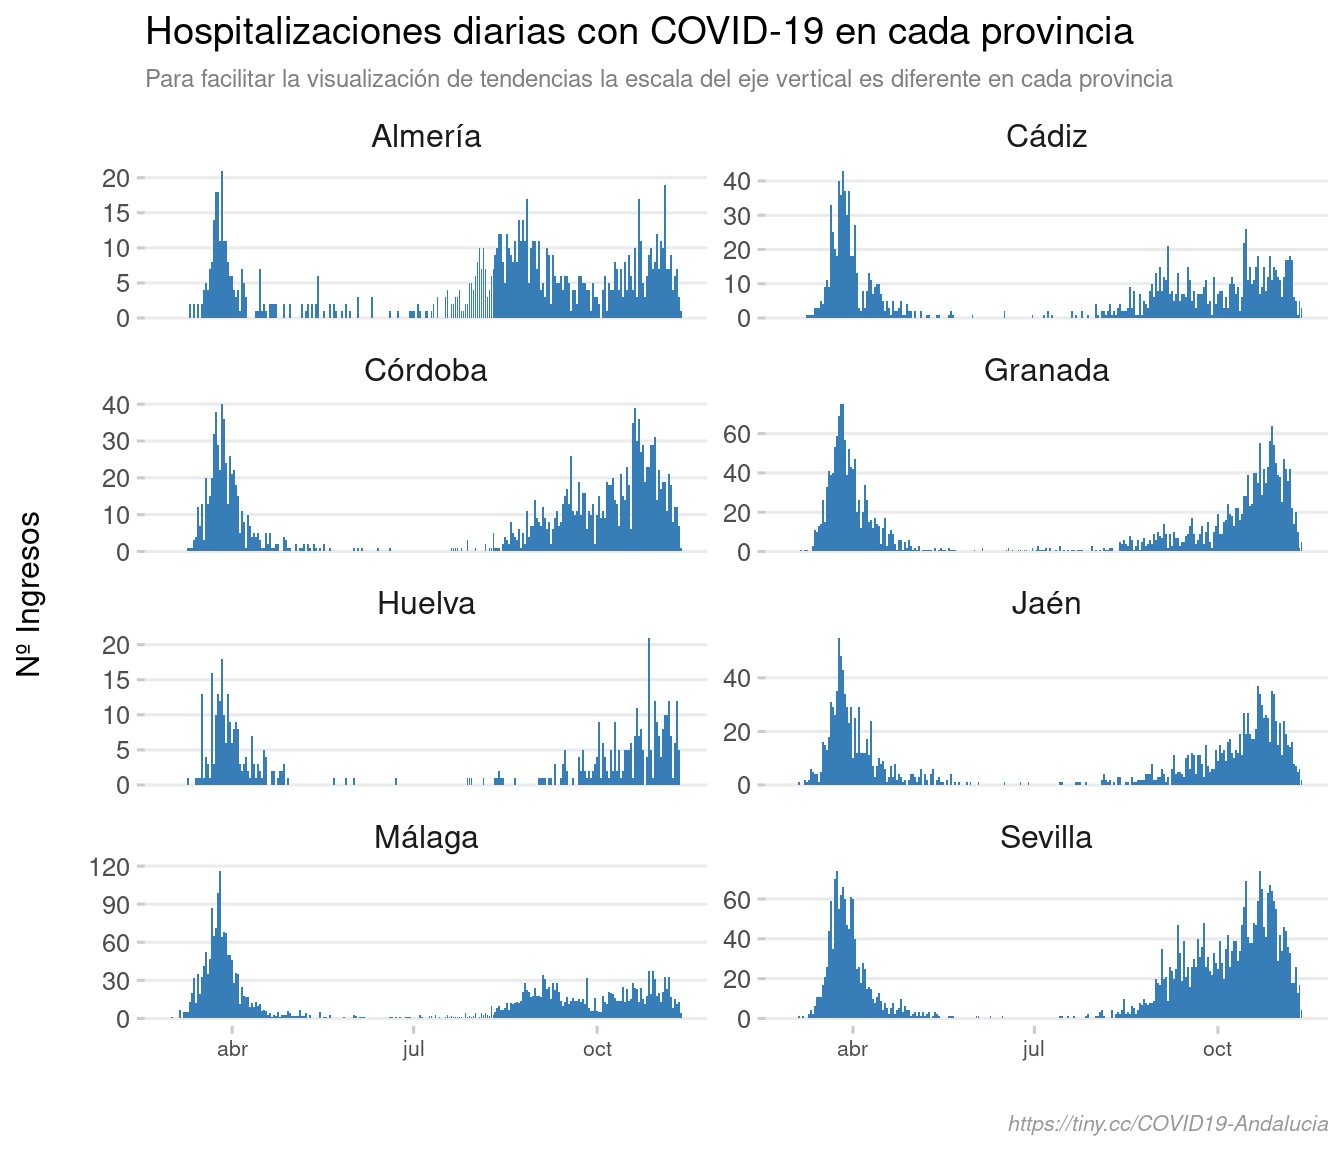 Hospitalizaciones diarias con COVID-19 en cada provincia
Para facilitar la visualización de tendencias la escala del eje vertical es diferente en cada provincia
Nº Ingresos
Almería
20
15
10
5
0
Cádiz
40
30
20
10
0
Córdoba
40
30
20
10
0
Granada
60
40
20
0
Huelva
20
15
10
5
0
Jaén
40
20
0
Málaga
120
90
60
30
0
abr jul oct
Sevilla
60
40
20
0
abr jul oct
https://tiny.cc/COVID19-Andalucia